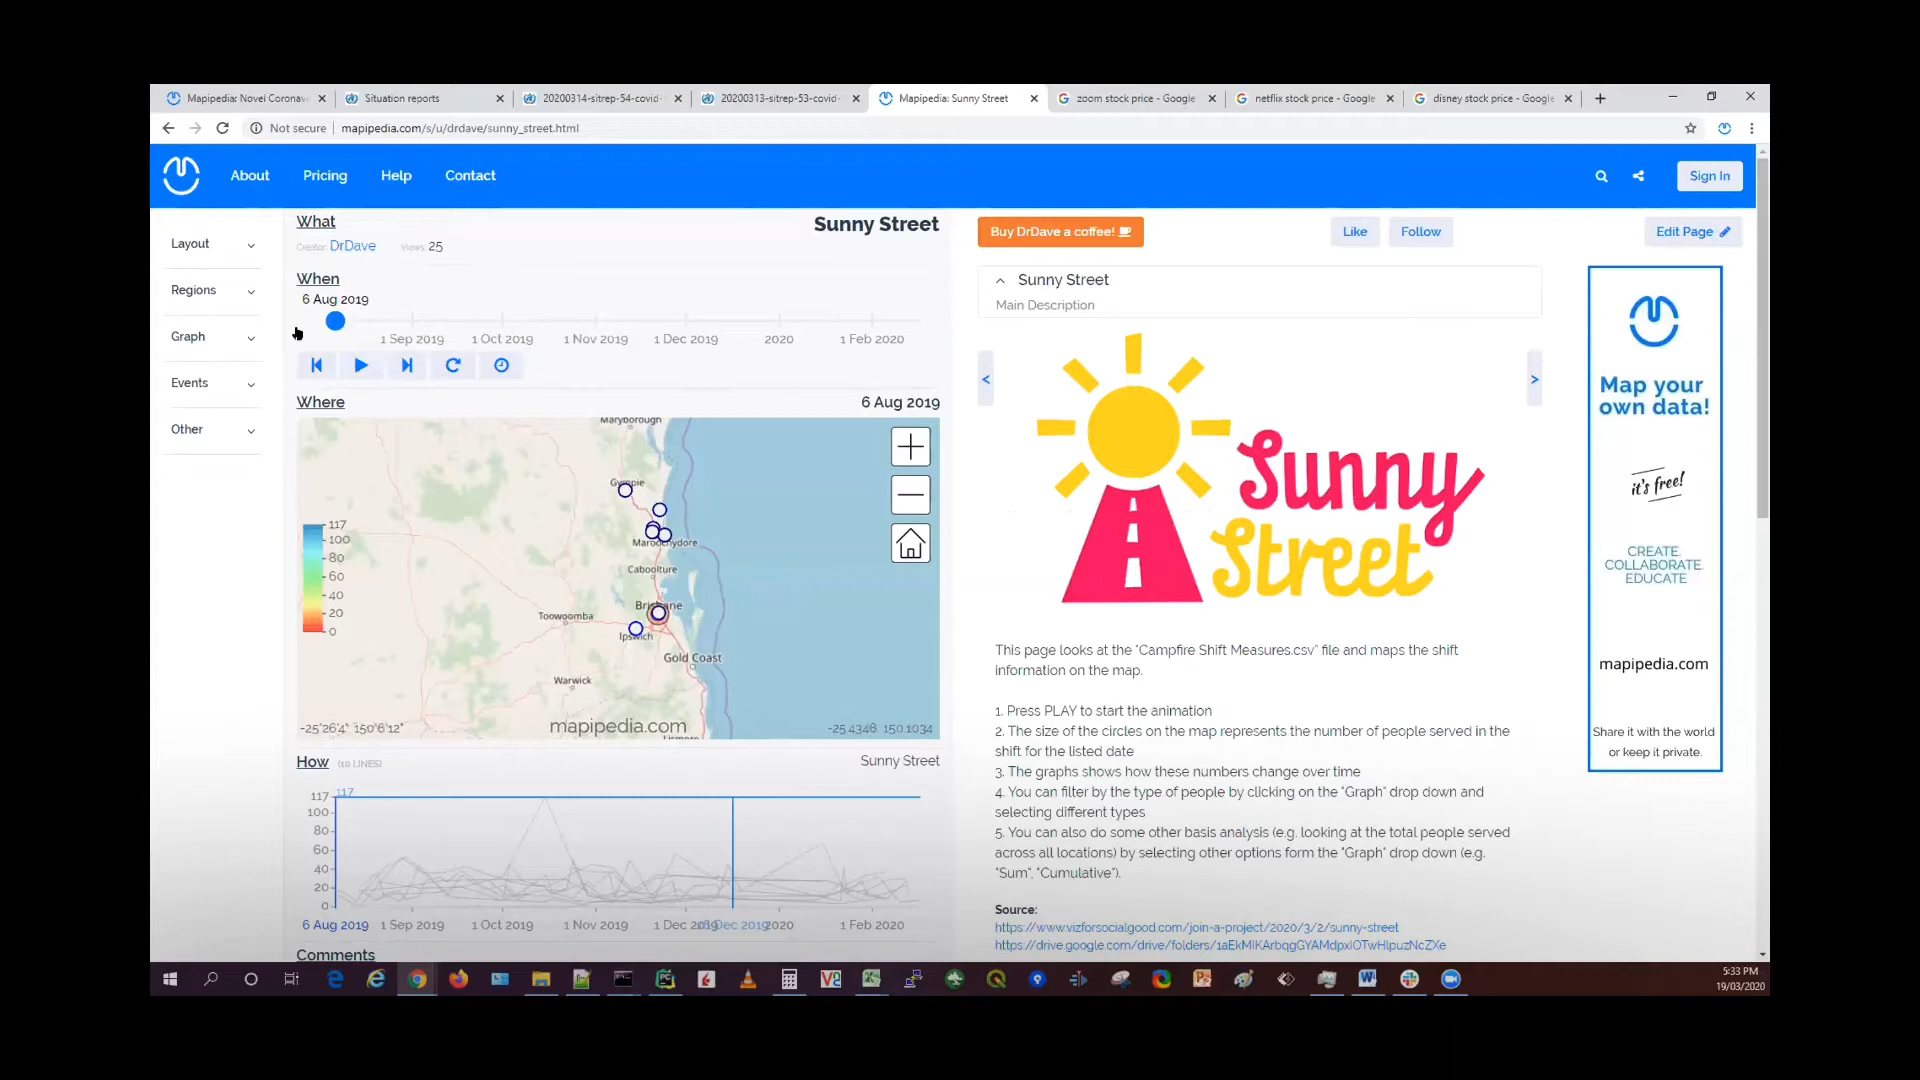 Mapipedia: Novel Coronav
Situation reports
20200314-sitrep-54-covid-
20200313-sitrep-53-covid-
Mapipedia: Sunny Street
zoom stock price - Google
netflix stock price - Google
disney stock price - Google
Not secure
mapipedia.com/s/u/drdave/sunny_street.html
About
Pricing
Help
Contact
Sign In
Layout
Regions
Graph
Events
Other
What
Sunny Street
Creator: DrDave
Views: 25
When
6 Aug 2019
1 Sep 2019
1 Oct 2019
1 Nov 2019
1 Dec 2019
1 Feb 2020
Where
6 Aug 2019
Maryborough
Gympie
Maroochydore
Caboolture
Brisbane
Toowoomba
Ipswich
Gold Coast
Warwick
Lismore
117
100
80
60
40
20
0
-25°26'4" 150°6'12"
mapipedia.com
-25.4346 150.1034
How (10 LINES)
Sunny Street
117
117
100
80
60
40
20
0
6 Aug 2019
1 Sep 2019
1 Oct 2019
1 Nov 2019
1 Dec 2019
2020
1 Feb 2020
Comments
Buy DrDave a coffee!
Like
Follow
Edit Page
Sunny Street
Main Description
<
>
Sunny
Street
This page looks at the "Campfire Shift Measures.csv" file and maps the shift
information on the map.
1. Press PLAY to start the animation
2. The size of the circles on the map represents the number of people served in the
shift for the listed date
3. The graphs shows how these numbers change over time
4. You can filter by the type of people by clicking on the "Graph" drop down and
selecting different types
5. You can also do some other basis analysis (e.g. looking at the total people served
across all locations) by selecting other options form the "Graph" drop down (e.g.
"Sum", "Cumulative").
Source:
https://www.vizforsocialgood.com/join-a-project/2020/3/2/sunny-street
Map your
own data!
it's free!
CREATE.
COLLABORATE.
EDUCATE
mapipedia.com
Share it with the world
or keep it private.
5:33 PM
19/03/2020